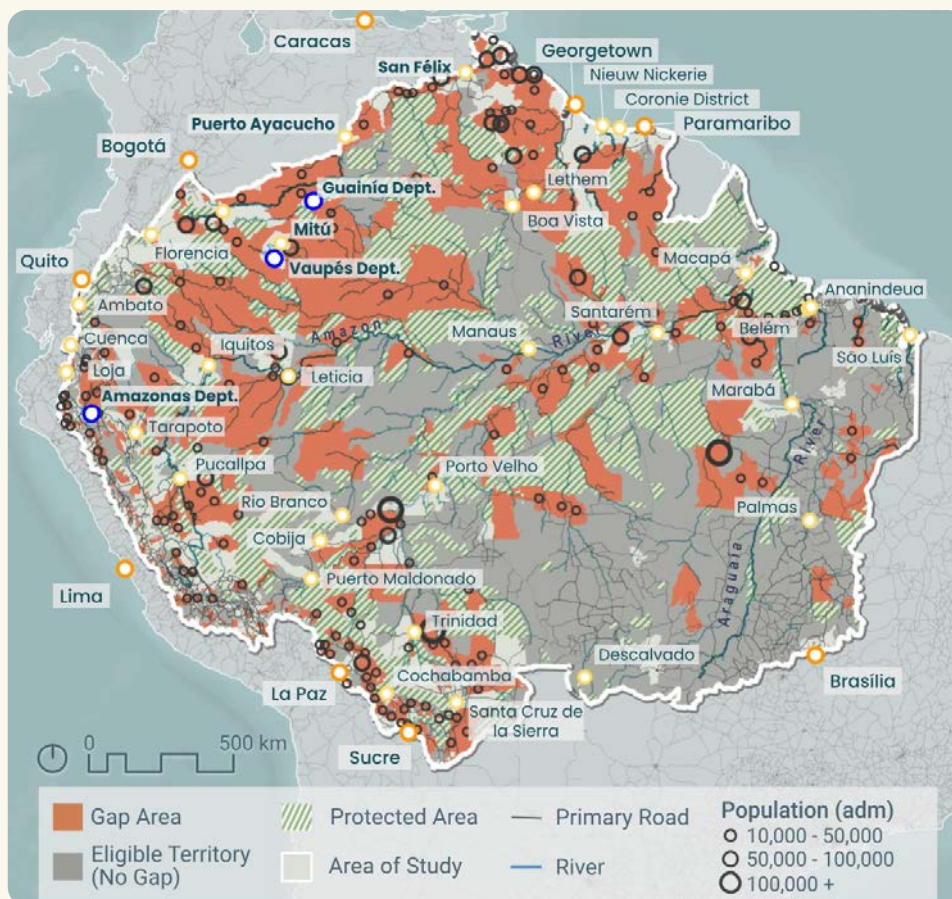 Caracas
San Félix
Georgetown
Nieuw Nickerie
Coronie District
Paramaribo
Puerto Ayacucho
Bogotá
Guainía Dept.
Lethem
Boa Vista
Mitú
Florencia
Vaupés Dept.
Macapá
Quito
Ambato
Santarém
Ananindeua
Amazon
River
Manaus
Belém
Cuenca
Iquitos
São Luís
Loja
Leticia
Marabá
Amazonas Dept.
Tarapoto
River
Pucallpa
Porto Velho
Rio Branco
Palmas
Cobija
Araguaia
Lima
Puerto Maldonado
Trinidad
Descalvado
La Paz
Cochabamba
Brasília
Santa Cruz de
la Sierra
Sucre
0 500 km
Gap Area
Eligible Territory
(No Gap)
Protected Area
Area of Study
Primary Road
River
Population (adm)
10,000 - 50,000
50,000 - 100,000
100,000 +